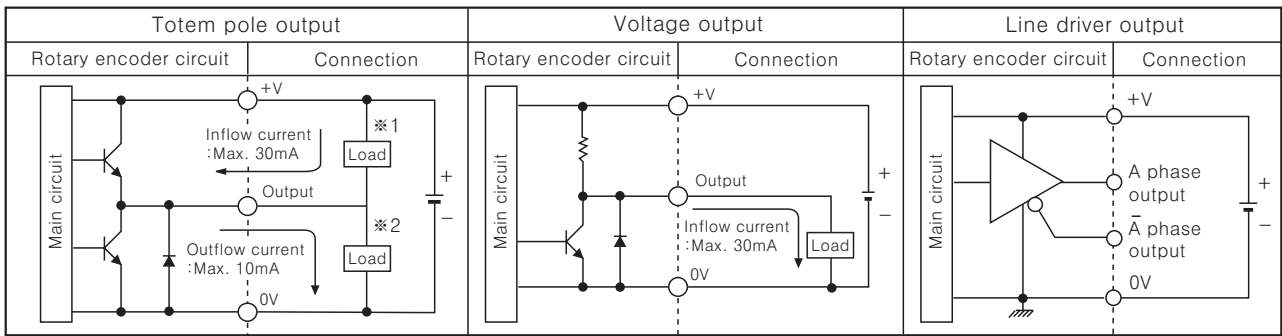 Totem pole output
Rotary encoder circuit
Connection
Main circuit
+V
※1
Inflow current
:Max. 30mA
Load
Output
※2
Outflow current
:Max. 10mA
Load
0V
+
−
Voltage output
Rotary encoder circuit
Connection
Main circuit
+V
Output
Inflow current
:Max. 30mA
Load
0V
+
−
Line driver output
Rotary encoder circuit
Connection
Main circuit
+V
A phase
output
Ā phase
output
0V
+
−